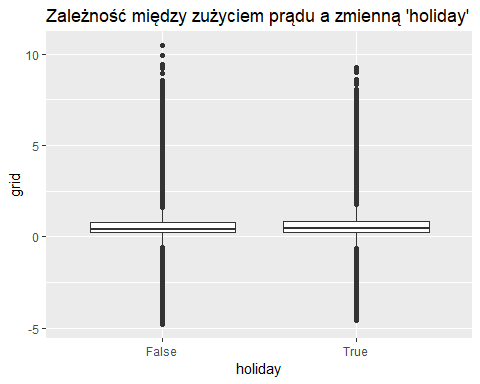 Zależność między zużyciem prądu a zmienną 'holiday'
10
5
0
-5
grid
False True
holiday